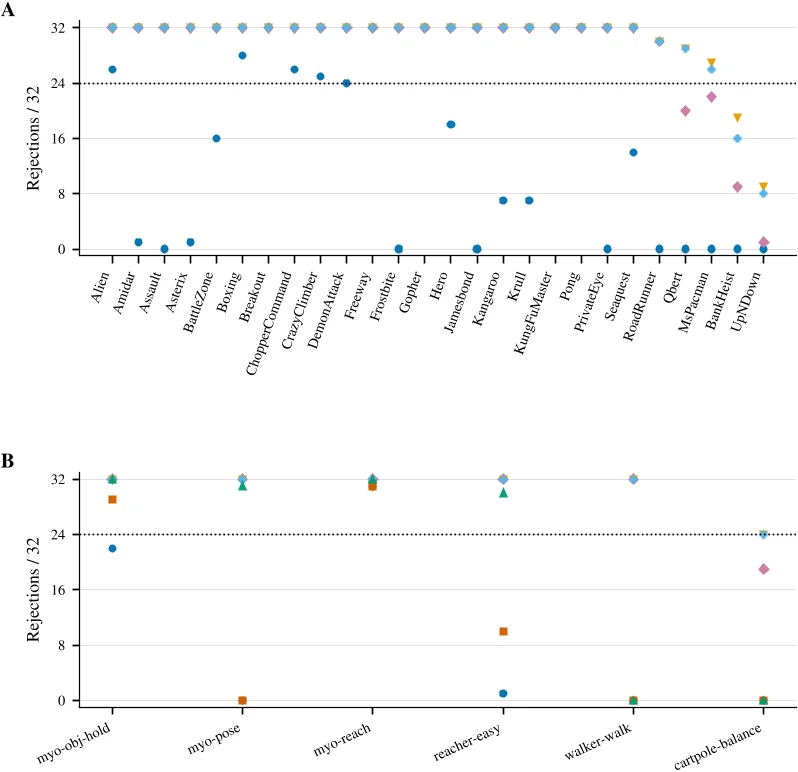 A
Rejections / 32
32
24
16
8
0
Alien
Amidar
Assault
Asterix
BattleZone
Boxing
Breakout
ChopperCommand
CrazyClimber
DemonAttack
Freeway
Frostbite
Gopher
Hero
Jamesbond
Kangaroo
Krull
KungFuMaster
Pong
PrivateEye
Seaquest
RoadRunner
Qbert
MsPacman
BankHeist
UpNDown
B
Rejections / 32
32
24
16
8
0
myo-obj-hold
myo-pose
myo-reach
reacher-easy
walker-walk
cartpole-balance